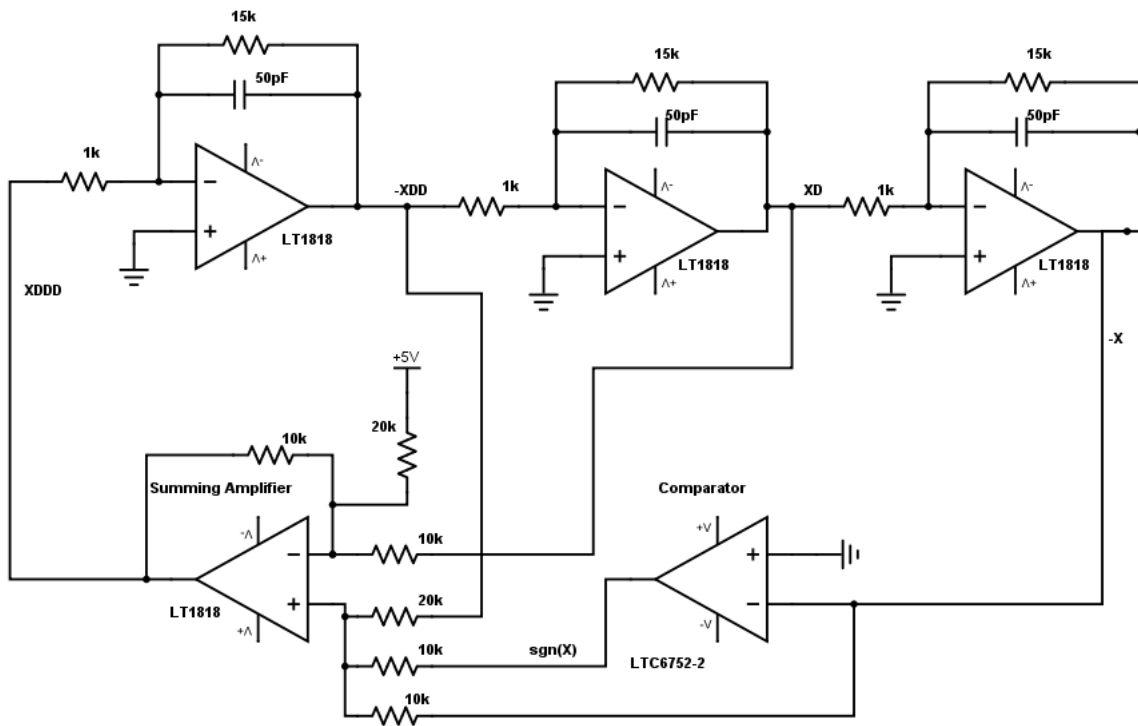 15k
50pF
1k
Λ-
−
+
LT1818
Λ+
-XDD
XDDD
15k
50pF
1k
Λ-
−
+
LT1818
Λ+
XD
15k
50pF
1k
Λ-
−
+
LT1818
Λ+
-X
+5V
20k
10k
Summing Amplifier
-Λ
−
+
LT1818
+Λ
10k
20k
10k
10k
sgn(X)
Comparator
+V
+
−
-V
LTC6752-2